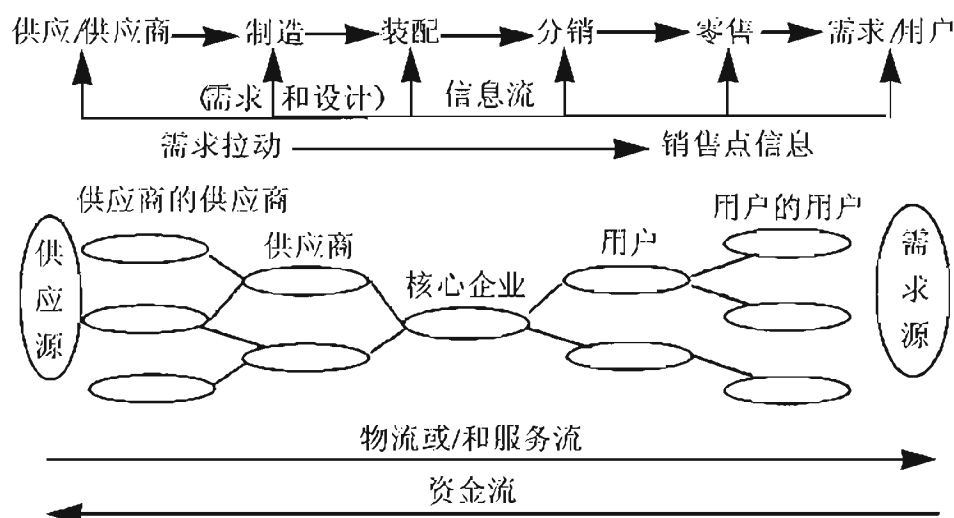 供应/供应商 制造 装配 分销 零售 需求/用户
(需求 和设计) 信息流
需求拉动 销售点信息
供应商的供应商 用户的用户
供应商 用户
核心企业
供应源
需求源
物流或/和服务流
资金流